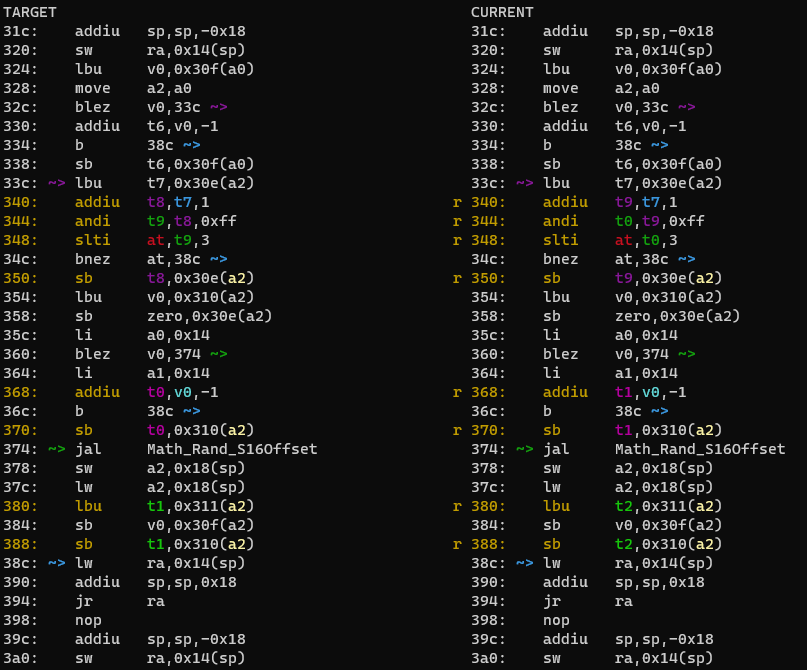 TARGET CURRENT
31c: addiu sp,sp,-0x18 31c: addiu sp,sp,-0x18
320: sw ra,0x14(sp) 320: sw ra,0x14(sp)
324: lbu v0,0x30f(a0) 324: lbu v0,0x30f(a0)
328: move a2,a0 328: move a2,a0
32c: blez v0,33c ~> 32c: blez v0,33c ~>
330: addiu t6,v0,-1 330: addiu t6,v0,-1
334: b 38c ~> 334: b 38c ~>
338: sb t6,0x30f(a0) 338: sb t6,0x30f(a0)
33c: ~> lbu t7,0x30e(a2) 33c: ~> lbu t7,0x30e(a2)
340: addiu t8,t7,1 r 340: addiu t9,t7,1
344: andi t9,t8,0xff r 344: andi t0,t9,0xff
348: slti at,t9,3 r 348: slti at,t0,3
34c: bnez at,38c ~> 34c: bnez at,38c ~>
350: sb t8,0x30e(a2) r 350: sb t9,0x30e(a2)
354: lbu v0,0x310(a2) 354: lbu v0,0x310(a2)
358: sb zero,0x30e(a2) 358: sb zero,0x30e(a2)
35c: li a0,0x14 35c: li a0,0x14
360: blez v0,374 ~> 360: blez v0,374 ~>
364: li a1,0x14 364: li a1,0x14
368: addiu t0,v0,-1 r 368: addiu t1,v0,-1
36c: b 38c ~> 36c: b 38c ~>
370: sb t0,0x310(a2) r 370: sb t1,0x310(a2)
374: ~> jal Math_Rand_S16Offset 374: ~> jal Math_Rand_S16Offset
378: sw a2,0x18(sp) 378: sw a2,0x18(sp)
37c: lw a2,0x18(sp) 37c: lw a2,0x18(sp)
380: lbu t1,0x311(a2) r 380: lbu t2,0x311(a2)
384: sb v0,0x30f(a2) 384: sb v0,0x30f(a2)
388: sb t1,0x310(a2) r 388: sb t2,0x310(a2)
38c: ~> lw ra,0x14(sp) 38c: ~> lw ra,0x14(sp)
390: addiu sp,sp,0x18 390: addiu sp,sp,0x18
394: jr ra 394: jr ra
398: nop 398: nop
39c: addiu sp,sp,-0x18 39c: addiu sp,sp,-0x18
3a0: sw ra,0x14(sp) 3a0: sw ra,0x14(sp)